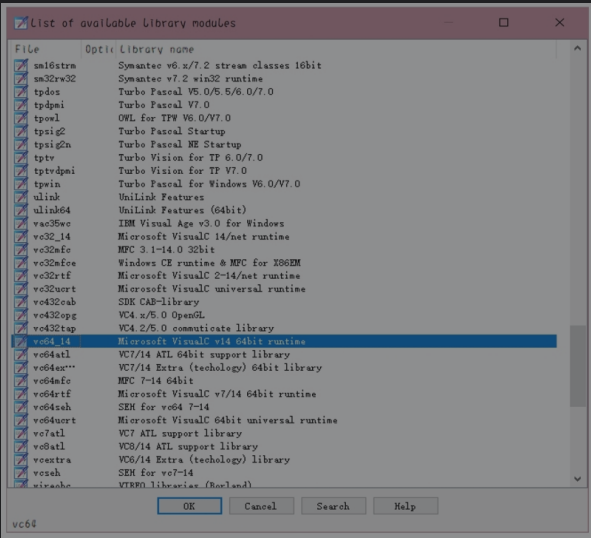 List of available library modules
File Optic Library name
sm16strm Symantec v6.x/7.2 stream classes 16bit
sm32rw32 Symantec v7.2 win32 runtime
tpdos Turbo Pascal V5.0/5.5/6.0/7.0
tpdpmi Turbo Pascal V7.0
tpowl OWL for TPW V6.0/V7.0
tpsig2 Turbo Pascal Startup
tpsig2n Turbo Pascal NE Startup
tptv Turbo Vision for TP 6.0/7.0
tptvdpmi Turbo Vision for TP V7.0
tpwin Turbo Pascal for Windows V6.0/V7.0
ulink UniLink Features
ulink64 UniLink Features (64bit)
vac35wc IBM Visual Age v3.0 for Windows
vc32_14 Microsoft VisualC 14/net runtime
vc32mfc MFC 3.1-14.0 32bit
vc32mfce Windows CE runtime & MFC for X86EM
vc32rtf Microsoft VisualC 2-14/net runtime
vc32ucrt Microsoft VisualC universal runtime
vc432cab SDK CAB-library
vc432opg VC4.x/5.0 OpenGL
vc432tap VC4.2/5.0 commuticate library
vc64_14 Microsoft VisualC v14 64bit runtime
vc64atl VC7/14 ATL 64bit support library
vc64ex··· VC7/14 Extra (techology) 64bit library
vc64mfc MFC 7-14 64bit
vc64rtf Microsoft VisualC v7/14 64bit runtime
vc64seh SEH for vc64 7-14
vc64ucrt Microsoft VisualC 64bit universal runtime
vc7atl VC7 ATL support library
vc8atl VC8/14 ATL support library
vcextra VC6/14 Extra (techology) library
vcseh SEH for vc7-14
VIREO libraries (Borland)
OK Cancel Search Help
vc64